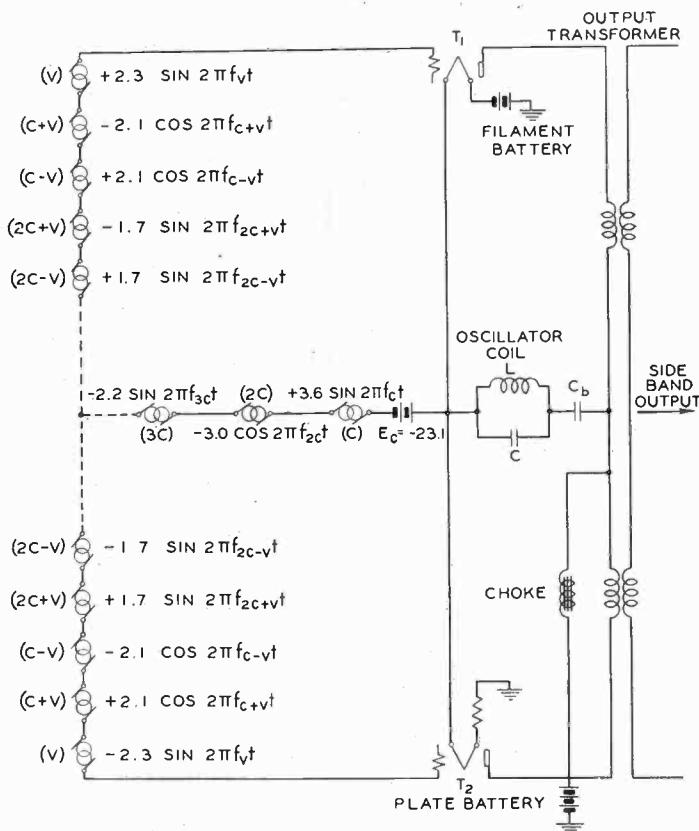 OUTPUT
TRANSFORMER
T1
(V) +2.3 SIN 2πfvt
(C+V) -2.1 COS 2πfC+vt
(C-V) +2.1 COS 2πfC-vt
(2C+V) -1.7 SIN 2πf2C+vt
(2C-V) +1.7 SIN 2πf2C-vt
FILAMENT
BATTERY
OSCILLATOR
COIL
L
C
Cb
SIDE
BAND
OUTPUT
-2.2 SIN 2πf3Ct
(3C)
(2C)
-3.0 COS 2πf2Ct
+3.6 SIN 2πfCt
(C)
EC= -23.1
(2C-V) -1.7 SIN 2πf2C-vt
(2C+V) +1.7 SIN 2πf2C+vt
(C-V) -2.1 COS 2πfC-vt
(C+V) +2.1 COS 2πfC+vt
(V) -2.3 SIN 2πfvt
CHOKE
T2
PLATE BATTERY